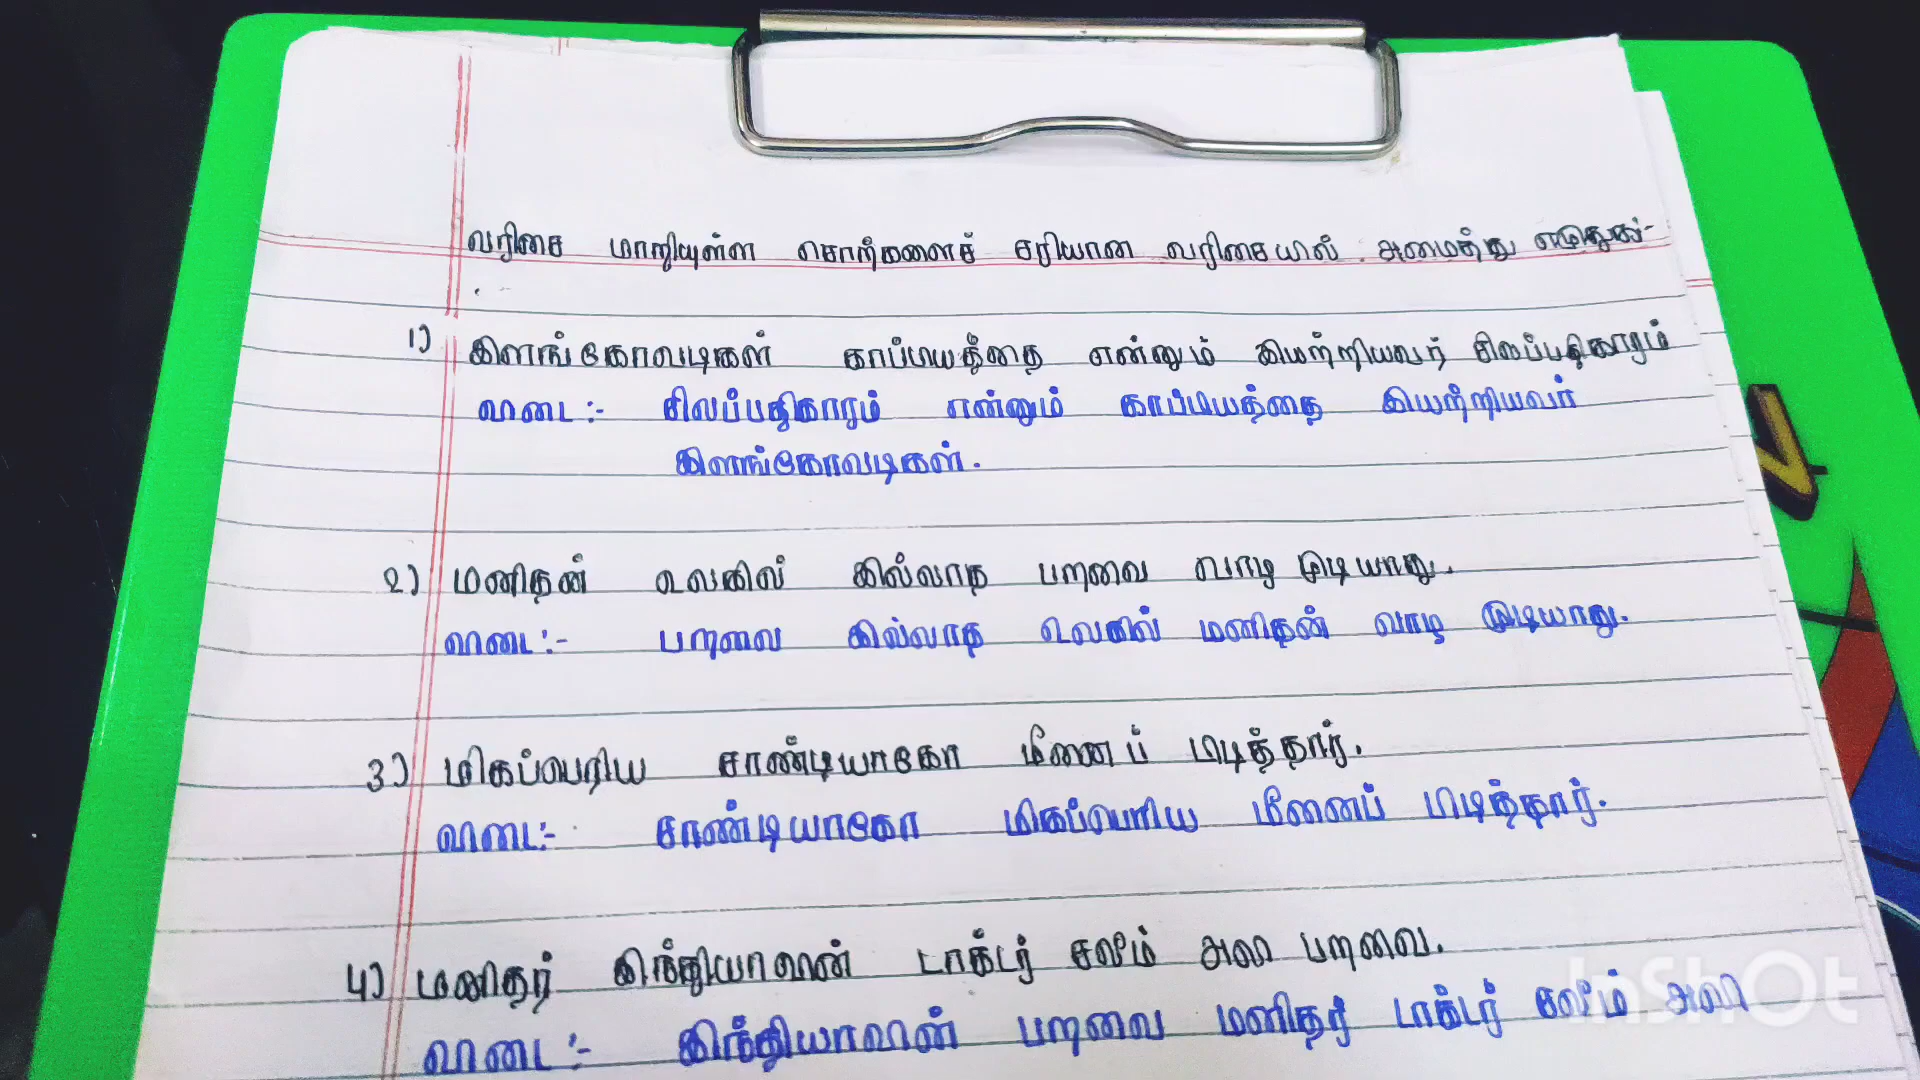 வரிசை மாறியுள்ள சொற்களைச் சரியான வரிசையில் அமைத்து எழுதுக:-
1) இளங்கோவடிகள் காப்பியத்தை என்னும் இயற்றியவர் சிலப்பதிகாரம்
விடை :- சிலப்பதிகாரம் என்னும் காப்பியத்தை இயற்றியவர்
இளங்கோவடிகள்.
2) மனிதன் உலகில் இல்லாத பறவை வாழ முடியாது.
விடை :- பறவை இல்லாத உலகில் மனிதன் வாழ முடியாது.
3) மிகப்பெரிய சாண்டியாகோ மீனைப் பிடித்தார்.
விடை:- சாண்டியாகோ மிகப்பெரிய மீனைப் பிடித்தார்.
4) மனிதர் இந்தியாவின் டாக்டர் சலீம் அலி பறவை.
விடை :- இந்தியாவின் பறவை மனிதர் டாக்டர் சலீம் அலி
InShOt